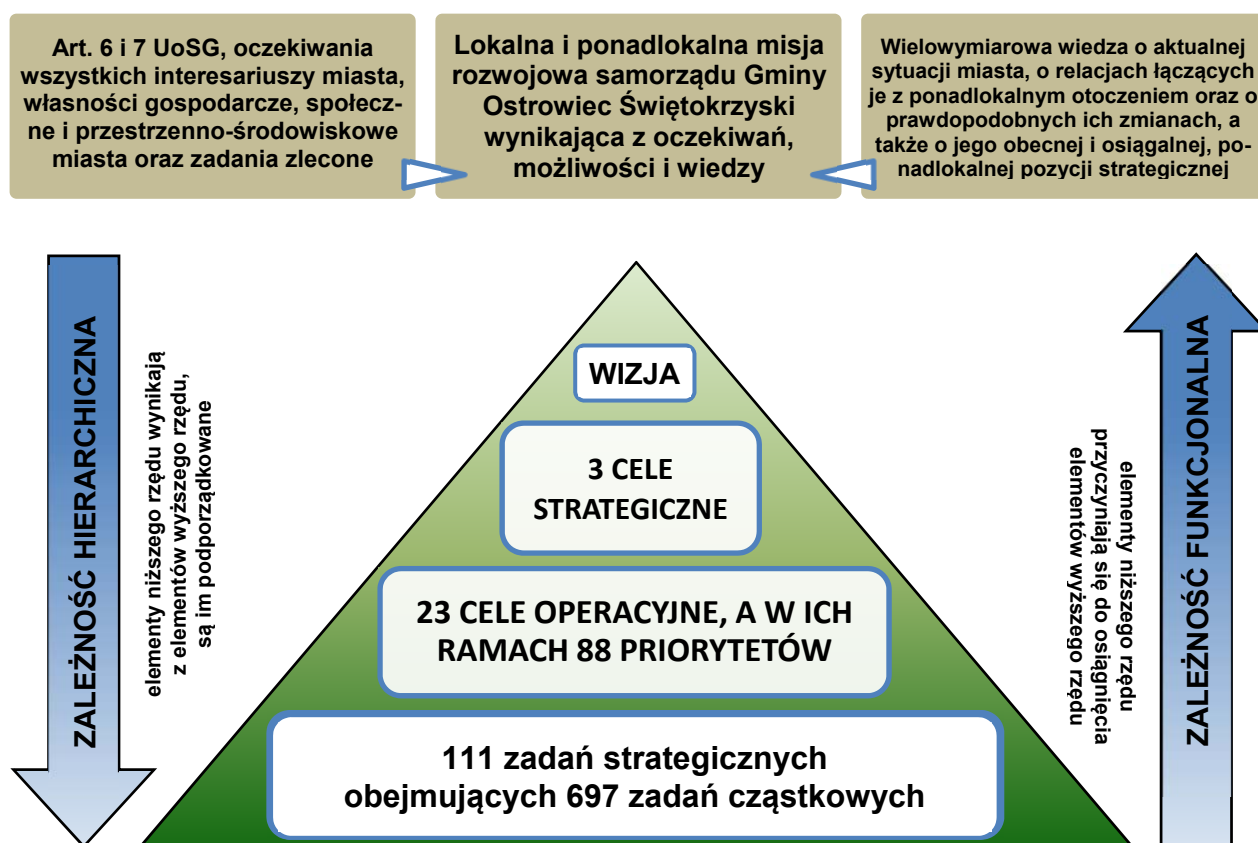 Art. 6 i 7 UoSG, oczekiwania
wszystkich interesariuszy miasta,
własności gospodarcze, społecz-
ne i przestrzenno-środowiskowe
miasta oraz zadania zlecone
Lokalna i ponadlokalna misja
rozwojowa samorządu Gminy
Ostrowiec Świętokrzyski
wynikająca z oczekiwań,
możliwości i wiedzy
Wielowymiarowa wiedza o aktualnej
sytuacji miasta, o relacjach łączących
je z ponadlokalnym otoczeniem oraz o
prawdopodobnych ich zmianach, a
także o jego obecnej i osiągalnej, po-
nadlokalnej pozycji strategicznej
ZALEŻNOŚĆ HIERARCHICZNA
elementy niższego rzędu wynikają
z elementów wyższego rzędu,
są im podporządkowane
WIZJA
3 CELE
STRATEGICZNE
23 CELE OPERACYJNE, A W ICH
RAMACH 88 PRIORYTETÓW
111 zadań strategicznych
obejmujących 697 zadań cząstkowych
elementy niższego rzędu
przyczyniają się do osiągnięcia
elementów wyższego rzędu
ZALEŻNOŚĆ FUNKCJONALNA